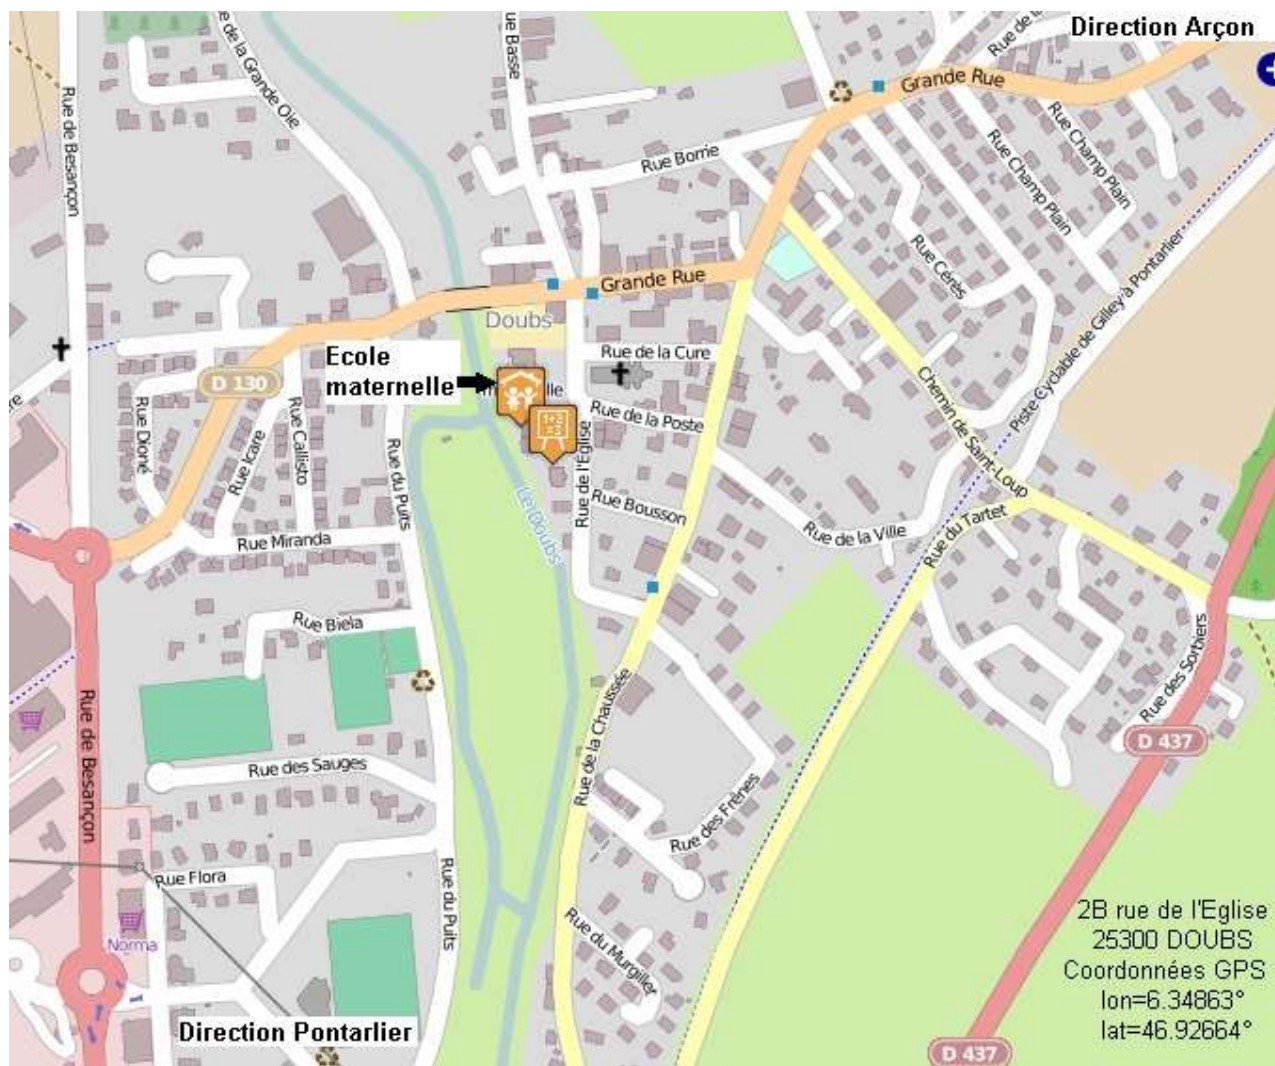 Direction Arçon
Rue de la
ue Basse
e de la Grande Oie
Rue de Besançon
Grande Rue
Rue Borrie
Rue Champ Plain
Rue Champ Plain
Rue Cérès
Piste Cyclable de Gilley à Pontarlier
Grande Rue
Doubs
Ecole
maternelle
lle
Rue de la Cure
D 130
Chemin de Saint-Loup
Rue de la Poste
Rue Dioné
Rue Icare
Rue Callisto
Rue du Puits
Rue de l'Eglise
Le Doubs
Rue Bousson
Rue du Tartet
Rue de la Ville
Rue Miranda
Rue Biela
Rue des Sorbiers
Rue de Besançon
Rue de la Chaussée
D 437
Rue des Sauges
Rue des Frênes
Rue Flora
Rue du Puits
Rue du Murgiller
Norma
2B rue de l'Eglise
25300 DOUBS
Coordonnées GPS
lon=6.34863°
lat=46.92664°
Direction Pontarlier
D 437